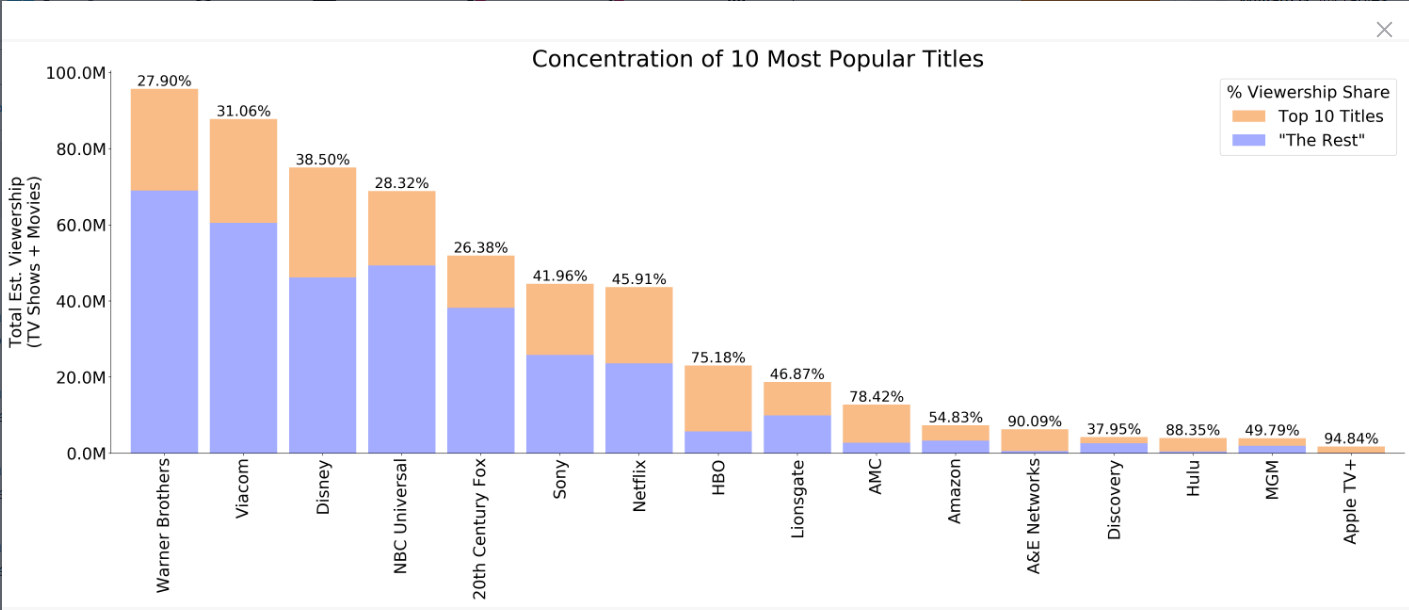 Concentration of 10 Most Popular Titles
% Viewership Share
Top 10 Titles
"The Rest"
Total Est. Viewership
(TV Shows + Movies)
100.0M
80.0M
60.0M
40.0M
20.0M
0.0M
27.90%
31.06%
38.50%
28.32%
26.38%
41.96%
45.91%
75.18%
46.87%
78.42%
54.83%
90.09%
37.95%
88.35%
49.79%
94.84%
Warner Brothers
Viacom
Disney
NBC Universal
20th Century Fox
Sony
Netflix
HBO
Lionsgate
AMC
Amazon
A&E Networks
Discovery
Hulu
MGM
Apple TV+